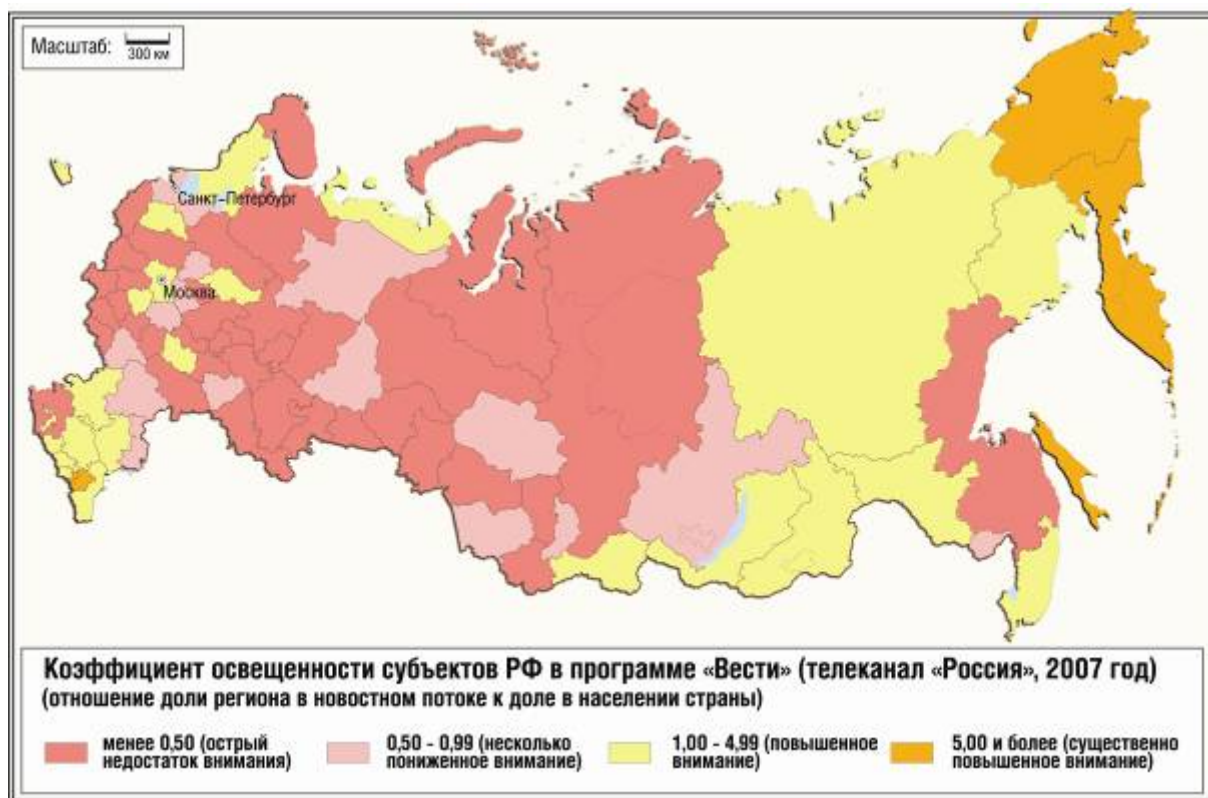 Масштаб:
300 км
Санкт-Петербург
Москва
Коэффициент освещенности субъектов РФ в программе «Вести» (телеканал «Россия», 2007 год)
(отношение доли региона в новостном потоке к доле в населении страны)
менее 0,50 (острый
недостаток внимания)
0,50 - 0,99 (несколько
пониженное внимание)
1,00 - 4,99 (повышенное
внимание)
5,00 и более (существенно
повышенное внимание)